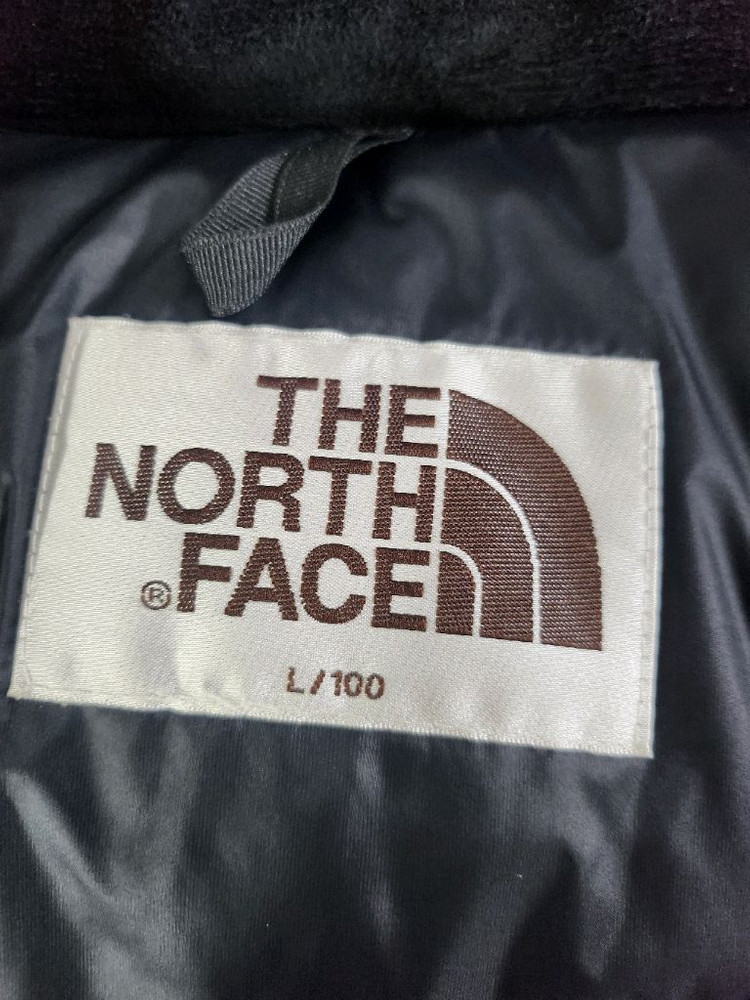 THE
NORTH
® FACE
L/100